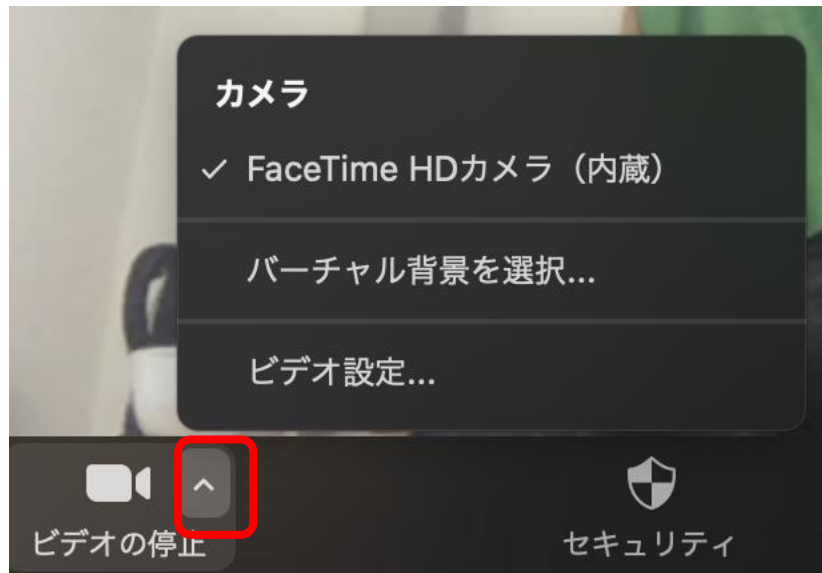 カメラ
✓ FaceTime HDカメラ（内蔵）
バーチャル背景を選択...
ビデオ設定...
ビデオの停止
セキュリティ